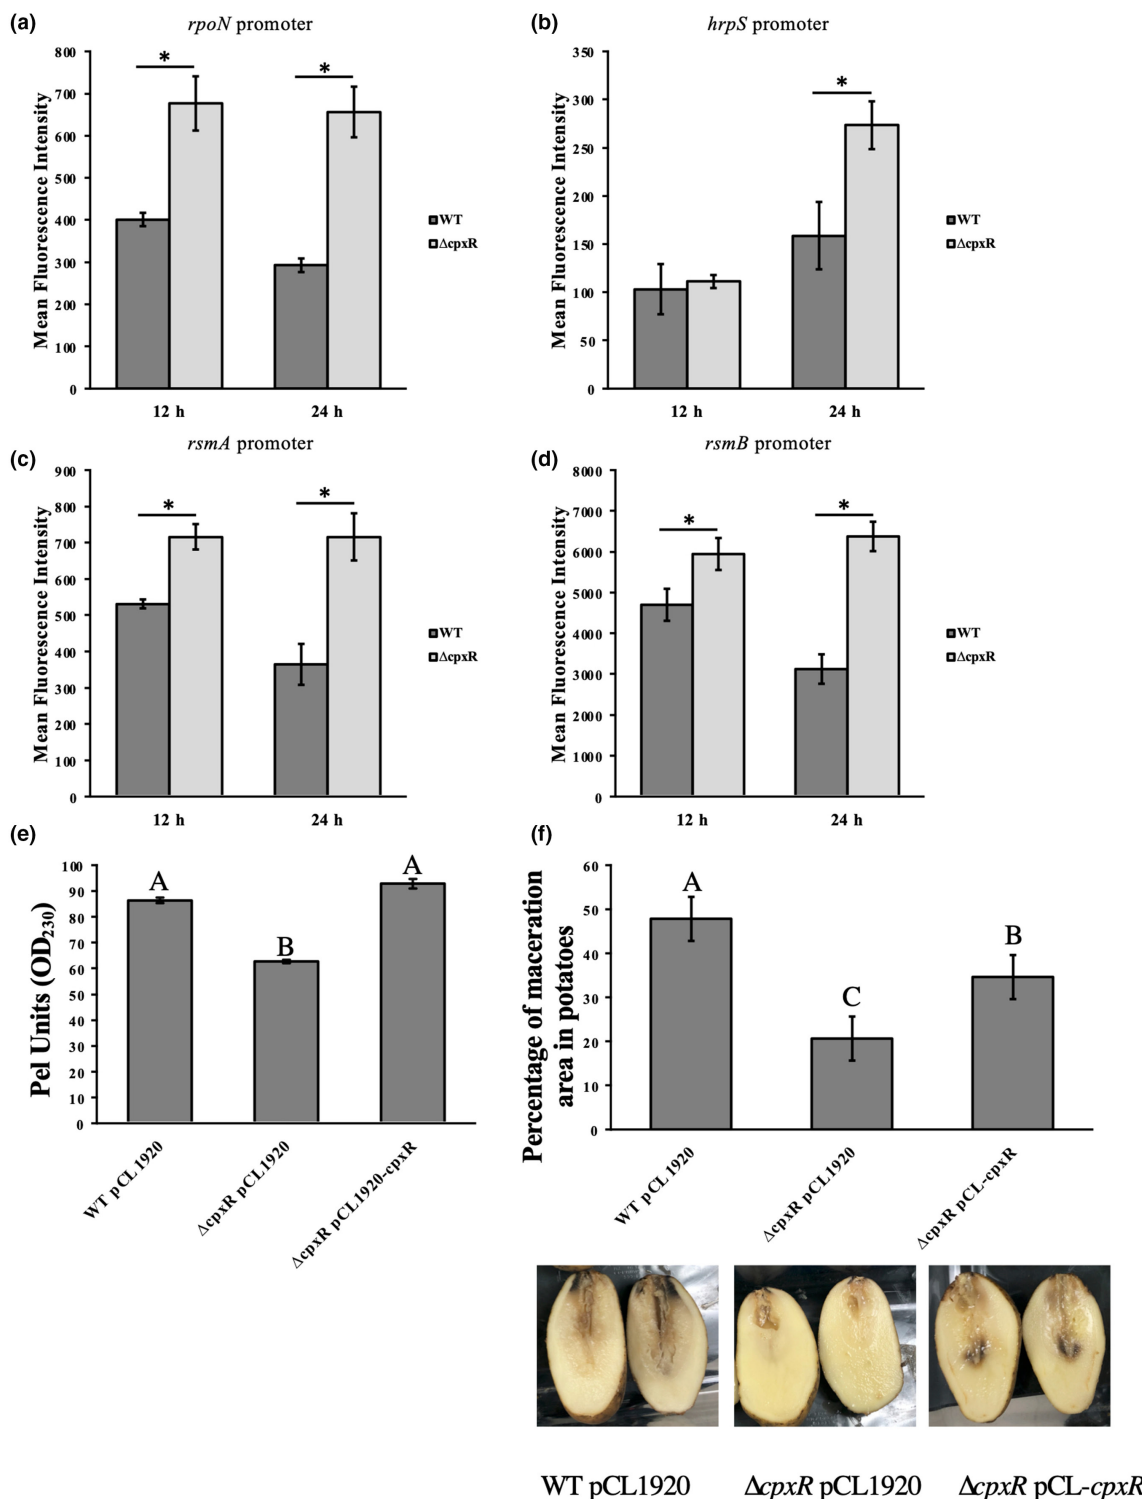 (a)
rpoN promoter
Mean Fluorescence Intensity
800
700
600
500
400
300
200
100
0
*
*
12 h
24 h
WT
ΔcpxR
(b)
hrpS promoter
Mean Fluorescence Intensity
350
300
250
200
150
100
50
0
*
12 h
24 h
WT
ΔcpxR
(c)
rsmA promoter
Mean Fluorescence Intensity
900
800
700
600
500
400
300
200
100
0
*
*
12 h
24 h
WT
ΔcpxR
(d)
rsmB promoter
Mean Fluorescence Intensity
8000
7000
6000
5000
4000
3000
2000
1000
0
*
*
12 h
24 h
WT
ΔcpxR
(e)
Pel Units (OD230)
100
90
80
70
60
50
40
30
20
10
0
A
B
A
WT pCL1920
ΔcpxR pCL1920
ΔcpxR pCL1920-cpxR
(f)
Percentage of maceration
area in potatoes
60
50
40
30
20
10
0
A
C
B
WT pCL1920
ΔcpxR pCL1920
ΔcpxR pCL-cpxR
WT pCL1920
ΔcpxR pCL1920
ΔcpxR pCL-cpxR